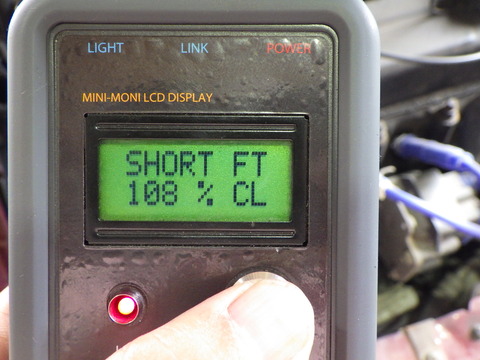 LIGHT LINK POWER
MINI-MONI LCD DISPLAY
SHORT FT
108 % CL